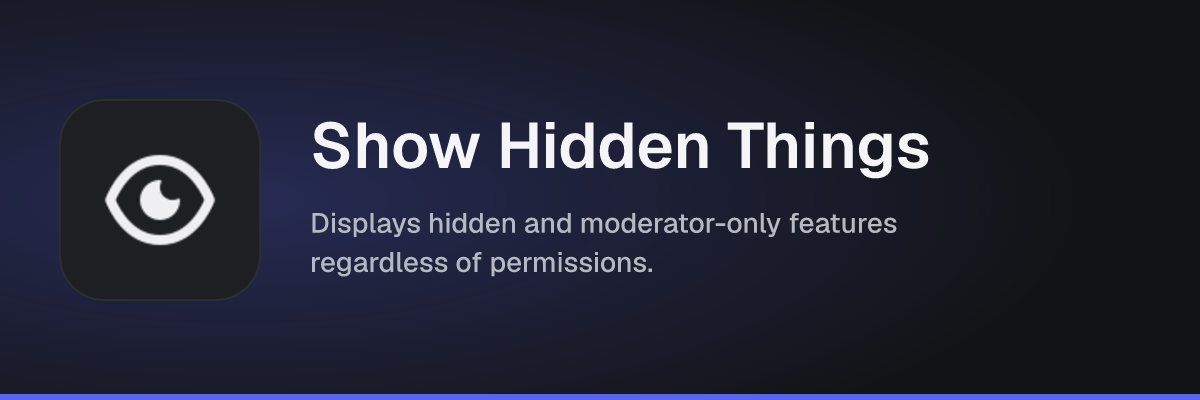 Show Hidden Things
Displays hidden and moderator-only features
regardless of permissions.